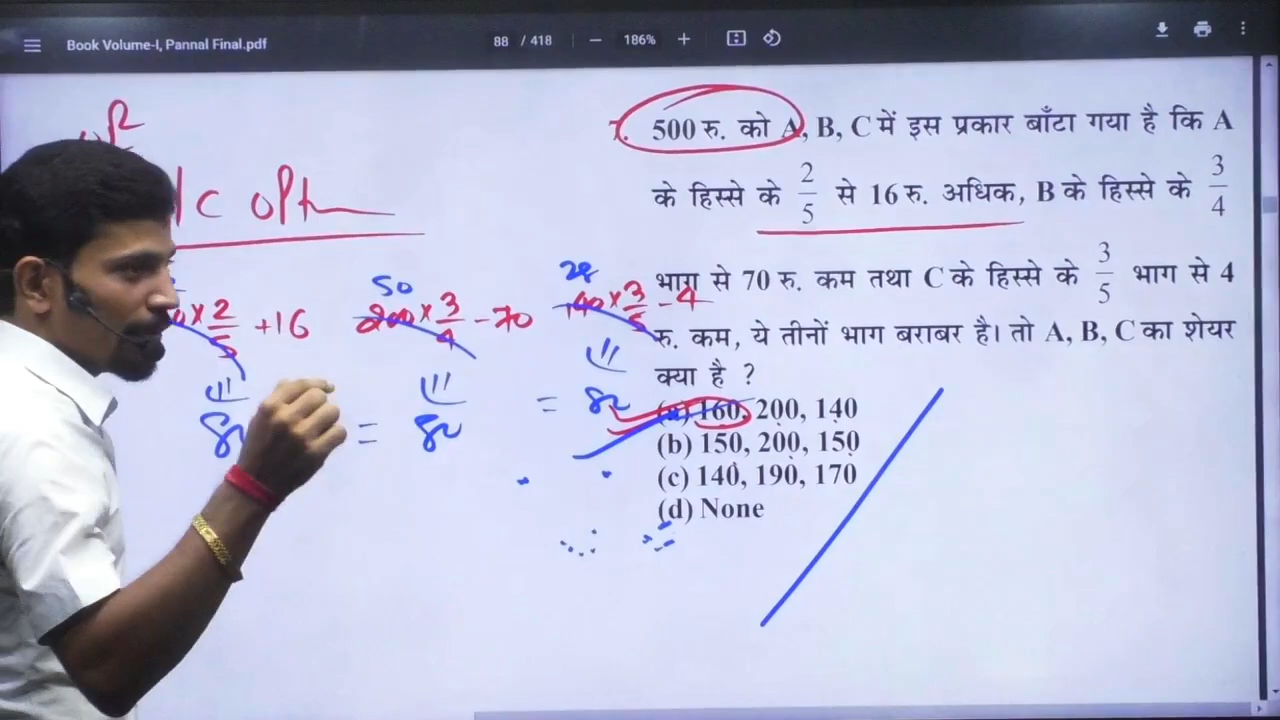 Book Volume-I, Pannal Final.pdf
88 / 418
186%
7. 500 रु. को A, B, C में इस प्रकार बाँटा गया है कि A
के हिस्से के 2/5 से 16 रु. अधिक, B के हिस्से के 3/4
भाग से 70 रु. कम तथा C के हिस्से के 3/5 भाग से 4
रु. कम, ये तीनों भाग बराबर है। तो A, B, C का शेयर
क्या है ?
(a) 160, 200, 140
(b) 150, 200, 150
(c) 140, 190, 170
(d) None
50
28
× 2/5 +16
200 × 3/4 - 70
140 × 3/5 - 4
= 80 = 80